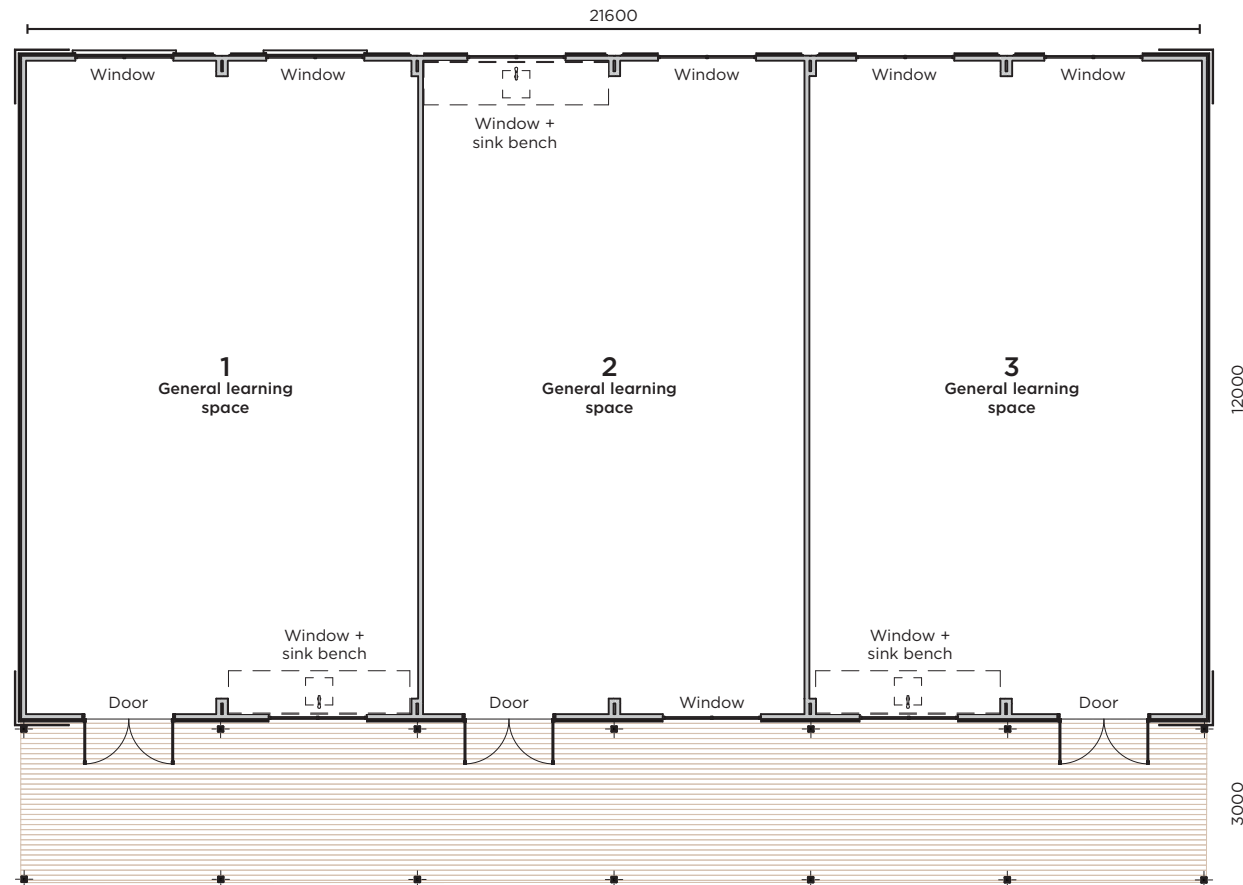 21600
Window
Window
Window +
sink bench
Window
Window
Window
1
General learning
space
2
General learning
space
3
General learning
space
12000
Window +
sink bench
Window +
sink bench
Door
Door
Window
Door
3000